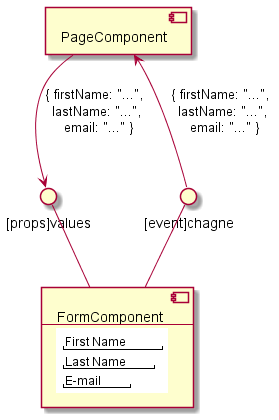 PageComponent
{ firstName: "...",
lastName: "...",
email: "..." }
{ firstName: "...",
lastName: "...",
email: "..." }
[props]values
[event]chagne
FormComponent
First Name
Last Name
E-mail